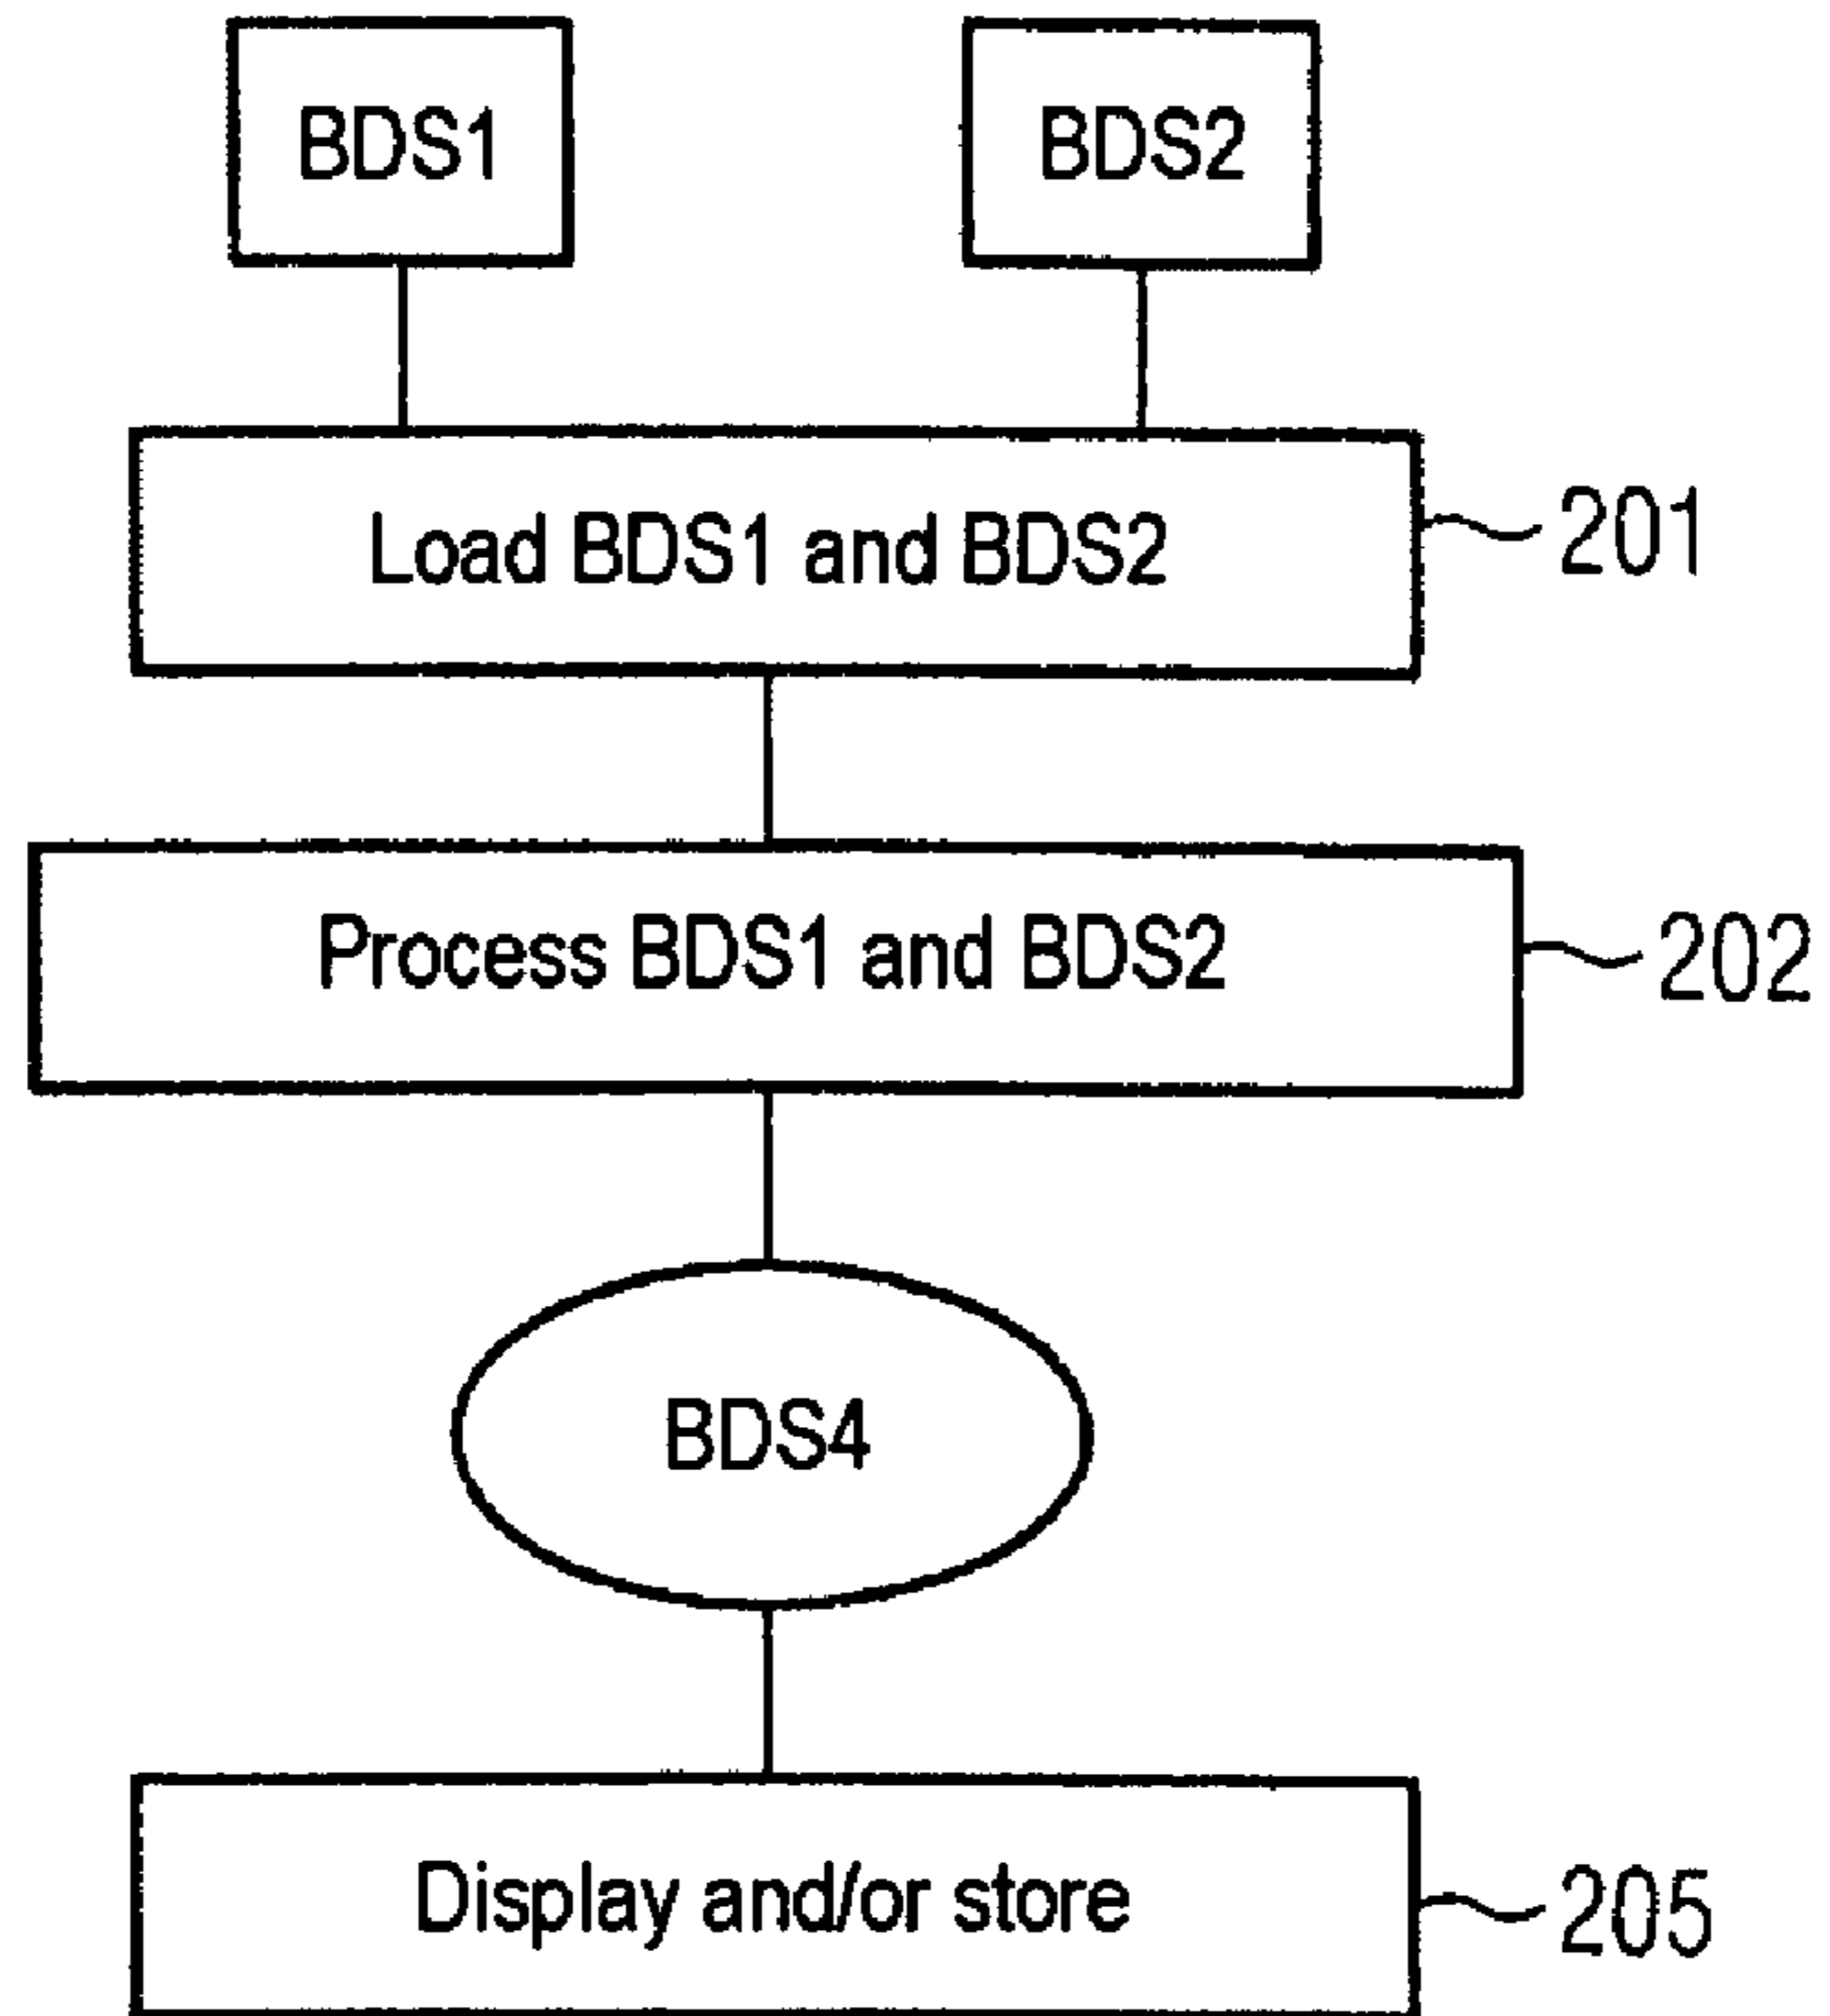 BDS1
BDS2
Load BDS1 and BDS2
201
Process BDS1 and BDS2
202
BDS4
Display and/or store
205